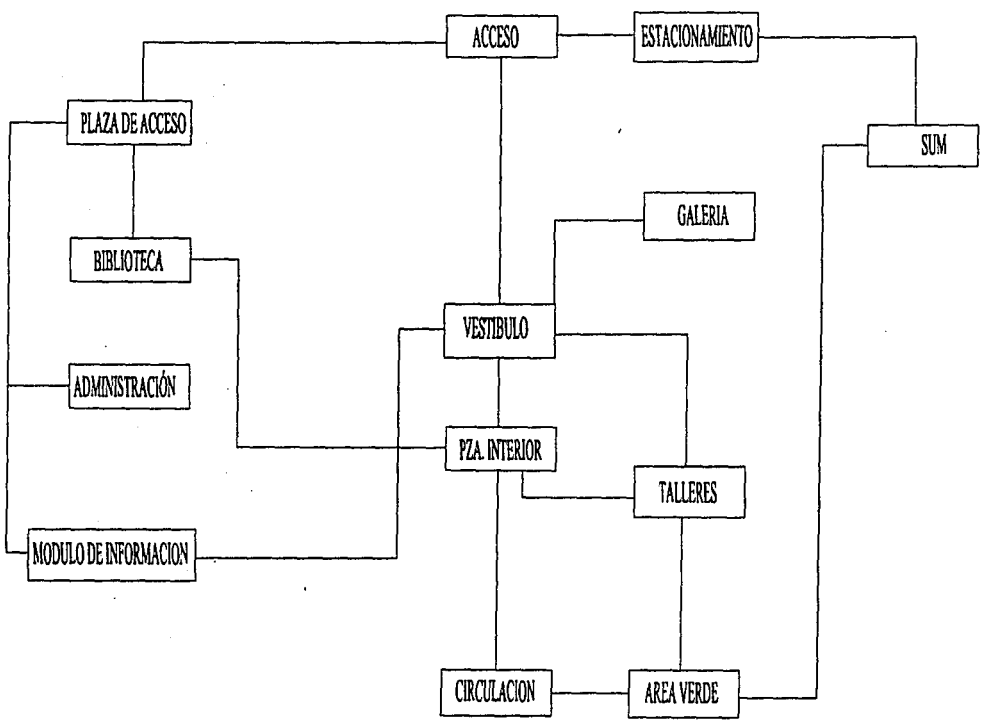 ACCESO
ESTACIONAMIENTO
PLAZA DE ACCESO
SUM
GALERIA
BIBLIOTECA
VESTIBULO
ADMINISTRACIÓN
PZA. INTERIOR
TALLERES
MODULO DE INFORMACION
CIRCULACION
AREA VERDE